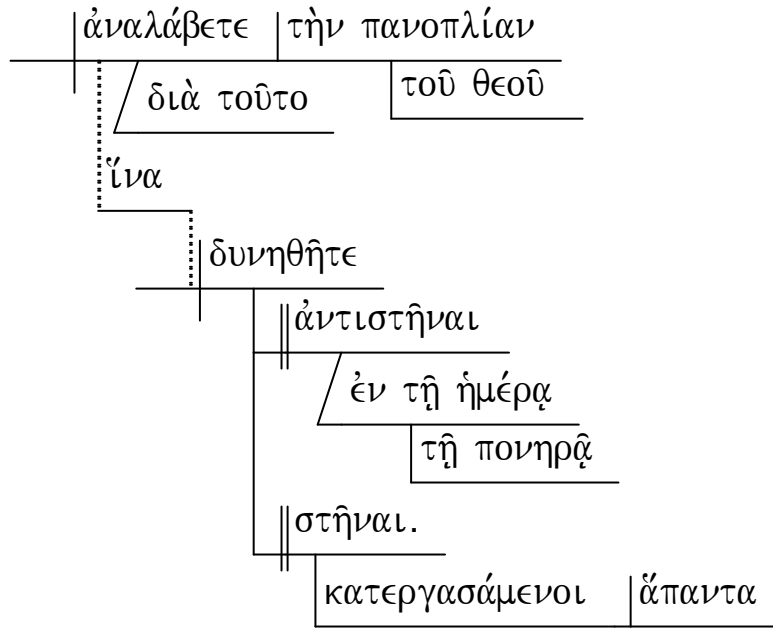 ἀναλάβετε τὴν πανοπλίαν
διὰ τοῦτο τοῦ θεοῦ
ἵνα
δυνηθῆτε
ἀντιστῆναι
ἐν τῇ ἡμέρᾳ
τῇ πονηρᾷ
στῆναι.
κατεργασάμενοι ἅπαντα